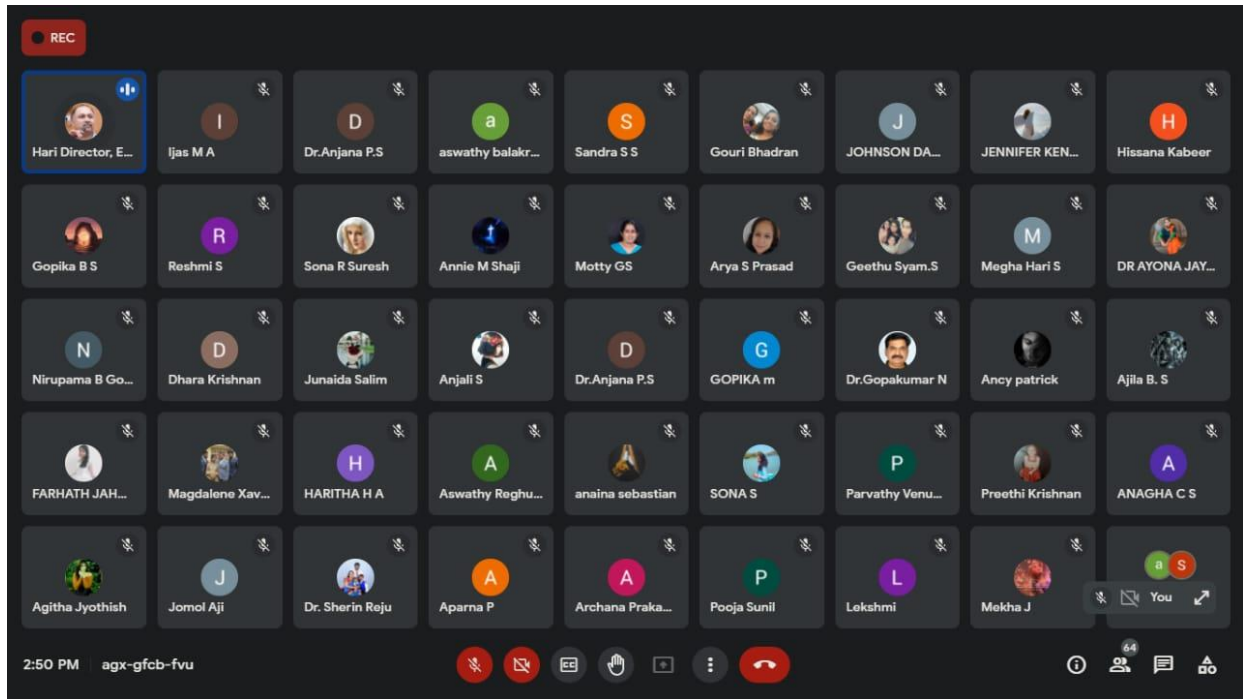 REC
I D a S J H
Hari Director, E... Ijas M A Dr.Anjana P.S aswathy balakr... Sandra S S Gouri Bhadran JOHNSON DA... JENNIFER KEN... Hissana Kabeer
R M
Gopika B S Reshmi S Sona R Suresh Annie M Shaji Motty GS Arya S Prasad Geethu Syam.S Megha Hari S DR AYONA JAY...
N D D G
Nirupama B Go... Dhara Krishnan Junaida Salim Anjali S Dr.Anjana P.S GOPIKA m Dr.Gopakumar N Ancy patrick Ajila B. S
H A P A
FARHATH JAH... Magdalene Xav... HARITHA H A Aswathy Reghu... anaina sebastian SONA S Parvathy Venu... Preethi Krishnan ANAGHA C S
J A A P L a S
Agitha Jyothish Jomol Aji Dr. Sherin Reju Aparna P Archana Praka... Pooja Sunil Lekshmi Mekha J You
2:50 PM agx-gfcb-fvu CC 64